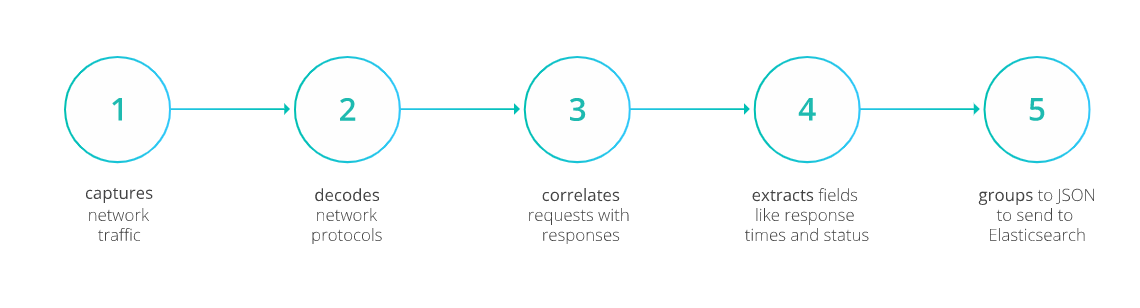 1
2
3
4
5
captures
network
traffic
decodes
network
protocols
correlates
requests with
responses
extracts fields
like response
times and status
groups to JSON
to send to
Elasticsearch